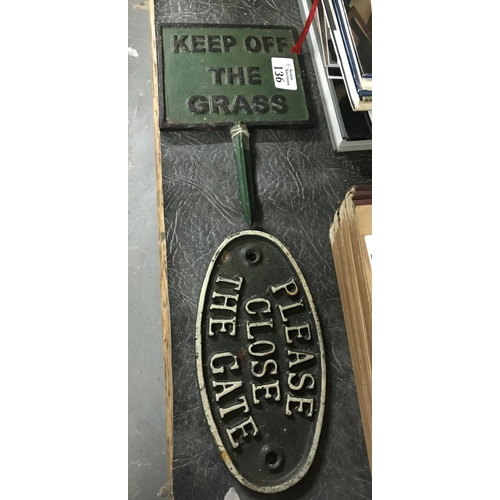 KEEP OFF
THE
GRASS
136
PLEASE
CLOSE
THE GATE